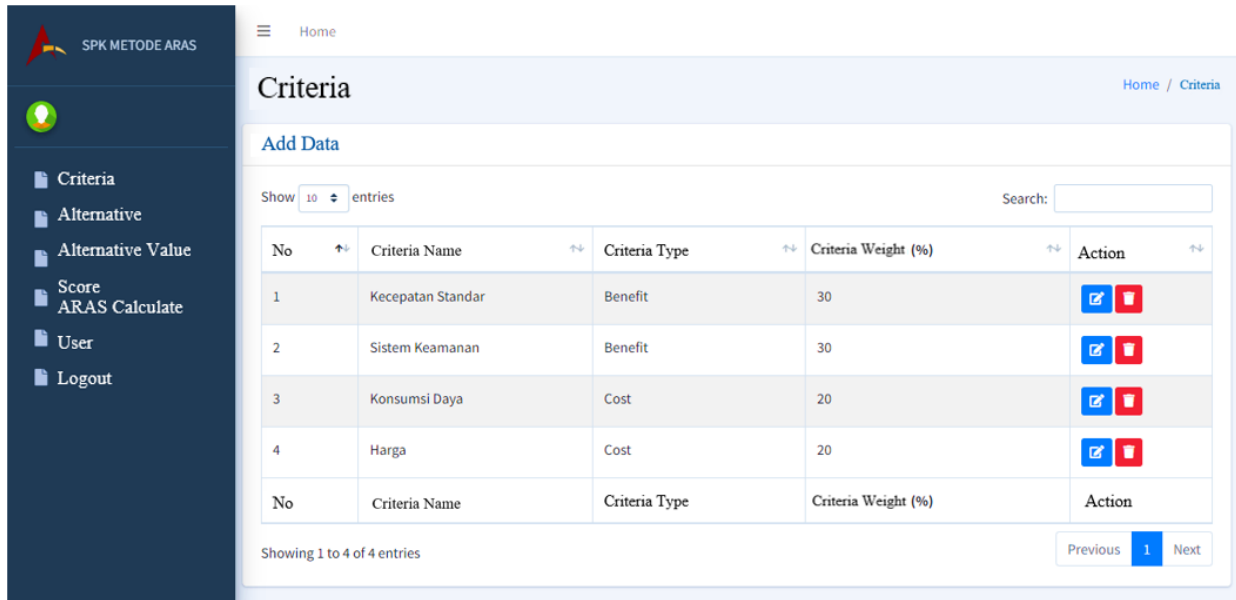 SPK METODE ARAS
Criteria
Alternative
Alternative Value
Score
ARAS Calculate
User
Logout
Home
Criteria
Home / Criteria
Add Data
Show 10 entries
Search:
No Criteria Name Criteria Type Criteria Weight (%) Action
1 Kecepatan Standar Benefit 30
2 Sistem Keamanan Benefit 30
3 Konsumsi Daya Cost 20
4 Harga Cost 20
No Criteria Name Criteria Type Criteria Weight (%) Action
Showing 1 to 4 of 4 entries
Previous 1 Next